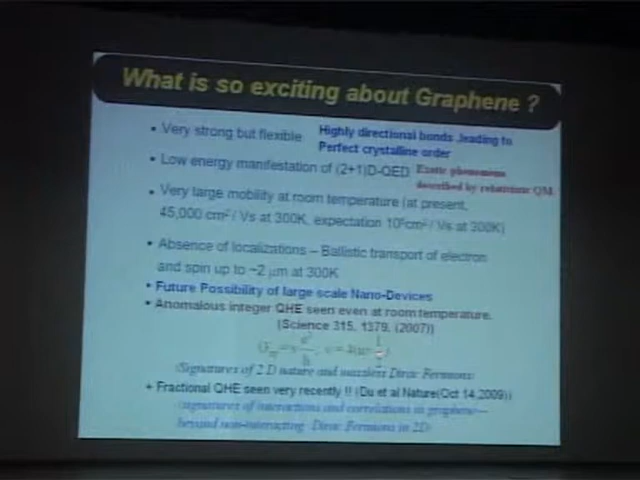 What is so exciting about Graphene ?
• Very strong but flexible
Highly directional bonds leading to
Perfect crystalline order
• Low energy manifestation of (2+1)D-QED
Exotic phenomena
described by relativistic QM
• Very large mobility at room temperature (at present,
45,000 cm²/ Vs at 300K, expectation cm²/ Vs at 300K)
• Absence of localizations – Ballistic transport of electron
and spin up to ~2 μm at 300K
• Future Possibility of large scale Nano-Devices
• Anomalous integer QHE seen even at room temperature.
(Science 315, 1379, (2007))
(Signatures of 2 D nature and massless Dirac Fermions)
+ Fractional QHE seen very recently !! (Du et al Nature(Oct 14,2009))
(signatures of interactions and correlations in graphene—
beyond non-interacting Dirac Fermions in 2D)